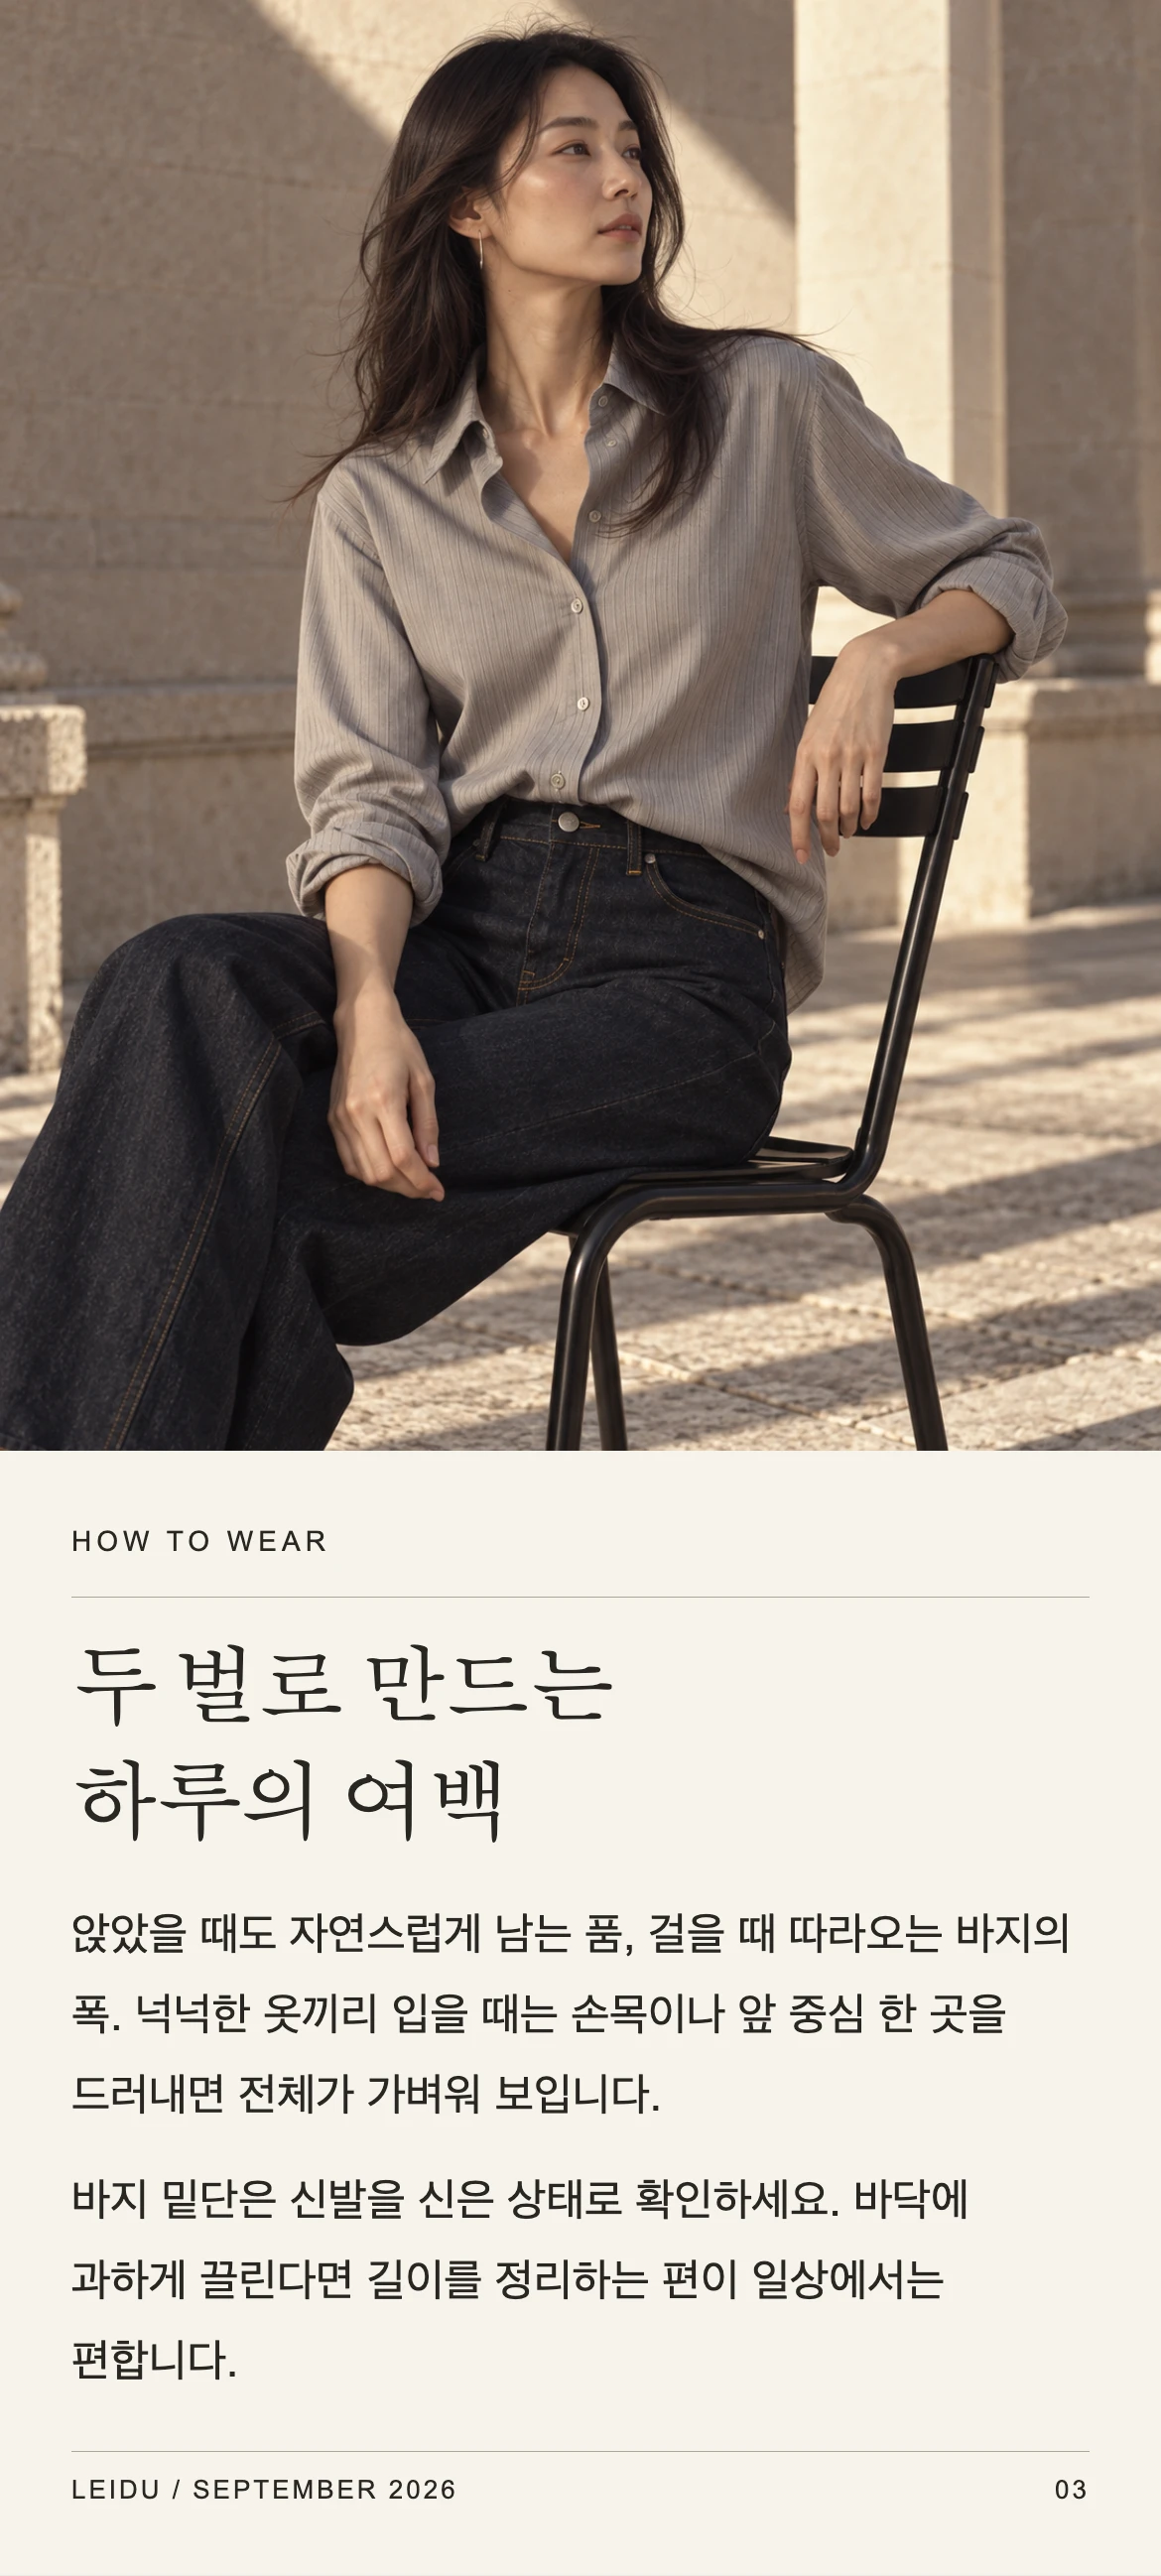 HOW TO WEAR
두 벌로 만드는
하루의 여백
앉았을 때도 자연스럽게 남는 품, 걸을 때 따라오는 바지의
폭. 넉넉한 옷끼리 입을 때는 손목이나 앞 중심 한 곳을
드러내면 전체가 가벼워 보입니다.
바지 밑단은 신발을 신은 상태로 확인하세요. 바닥에
과하게 끌린다면 길이를 정리하는 편이 일상에서는
편합니다.
LEIDU / SEPTEMBER 2026
03